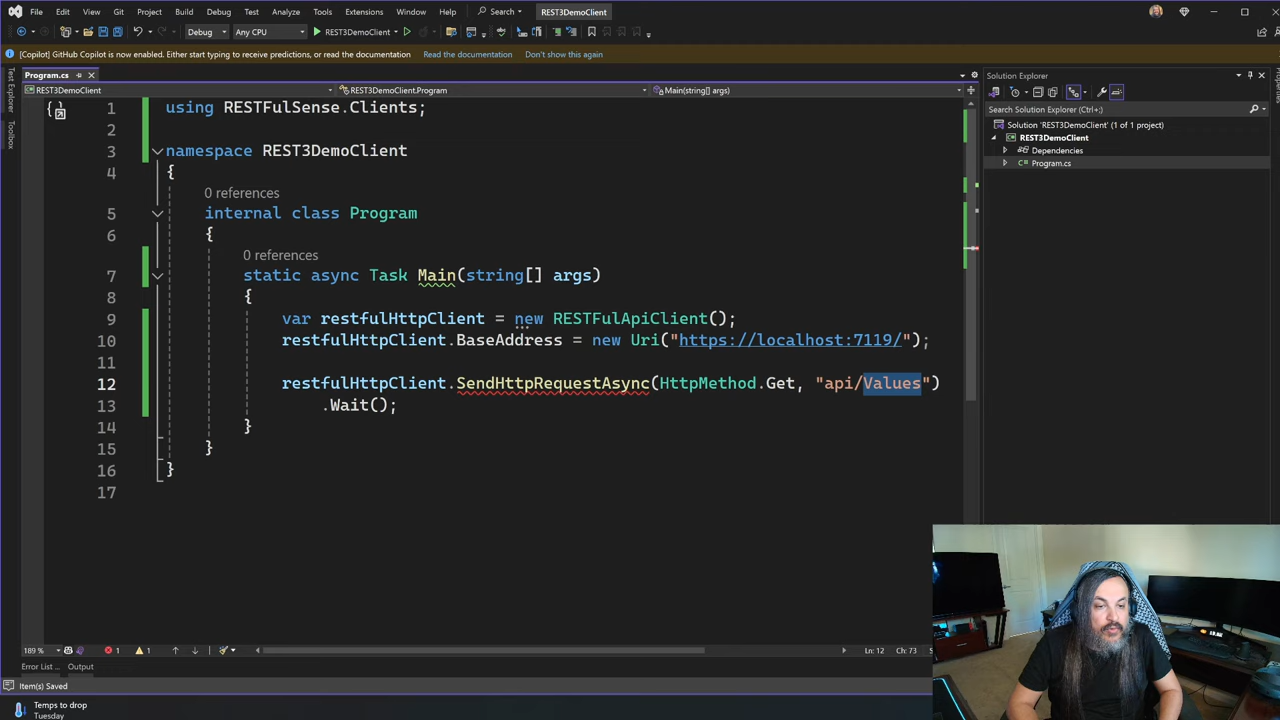 File Edit View Git Project Build Debug Test Analyze Tools Extensions Window Help Search REST3DemoClient
Debug Any CPU REST3DemoClient
[Copilot] GitHub Copilot is now enabled. Either start typing to receive predictions, or read the documentation Read the documentation Don't show this again
Test Explorer
Toolbox
Program.cs
REST3DemoClient REST3DemoClient.Program Main(string[] args)
1 using RESTFulSense.Clients;
2
3 namespace REST3DemoClient
4 {
0 references
5 internal class Program
6 {
0 references
7 static async Task Main(string[] args)
8 {
9 var restfulHttpClient = new RESTFulApiClient();
10 restfulHttpClient.BaseAddress = new Uri("https://localhost:7119/");
11
12 restfulHttpClient.SendHttpRequestAsync(HttpMethod.Get, "api/Values")
13 .Wait();
14 }
15 }
16 }
17
Solution Explorer
Search Solution Explorer (Ctrl+;)
Solution 'REST3DemoClient' (1 of 1 project)
REST3DemoClient
Dependencies
Program.cs
189 % 1 1 Ln: 12 Ch: 73
Error List ... Output
Item(s) Saved
Temps to drop
Tuesday